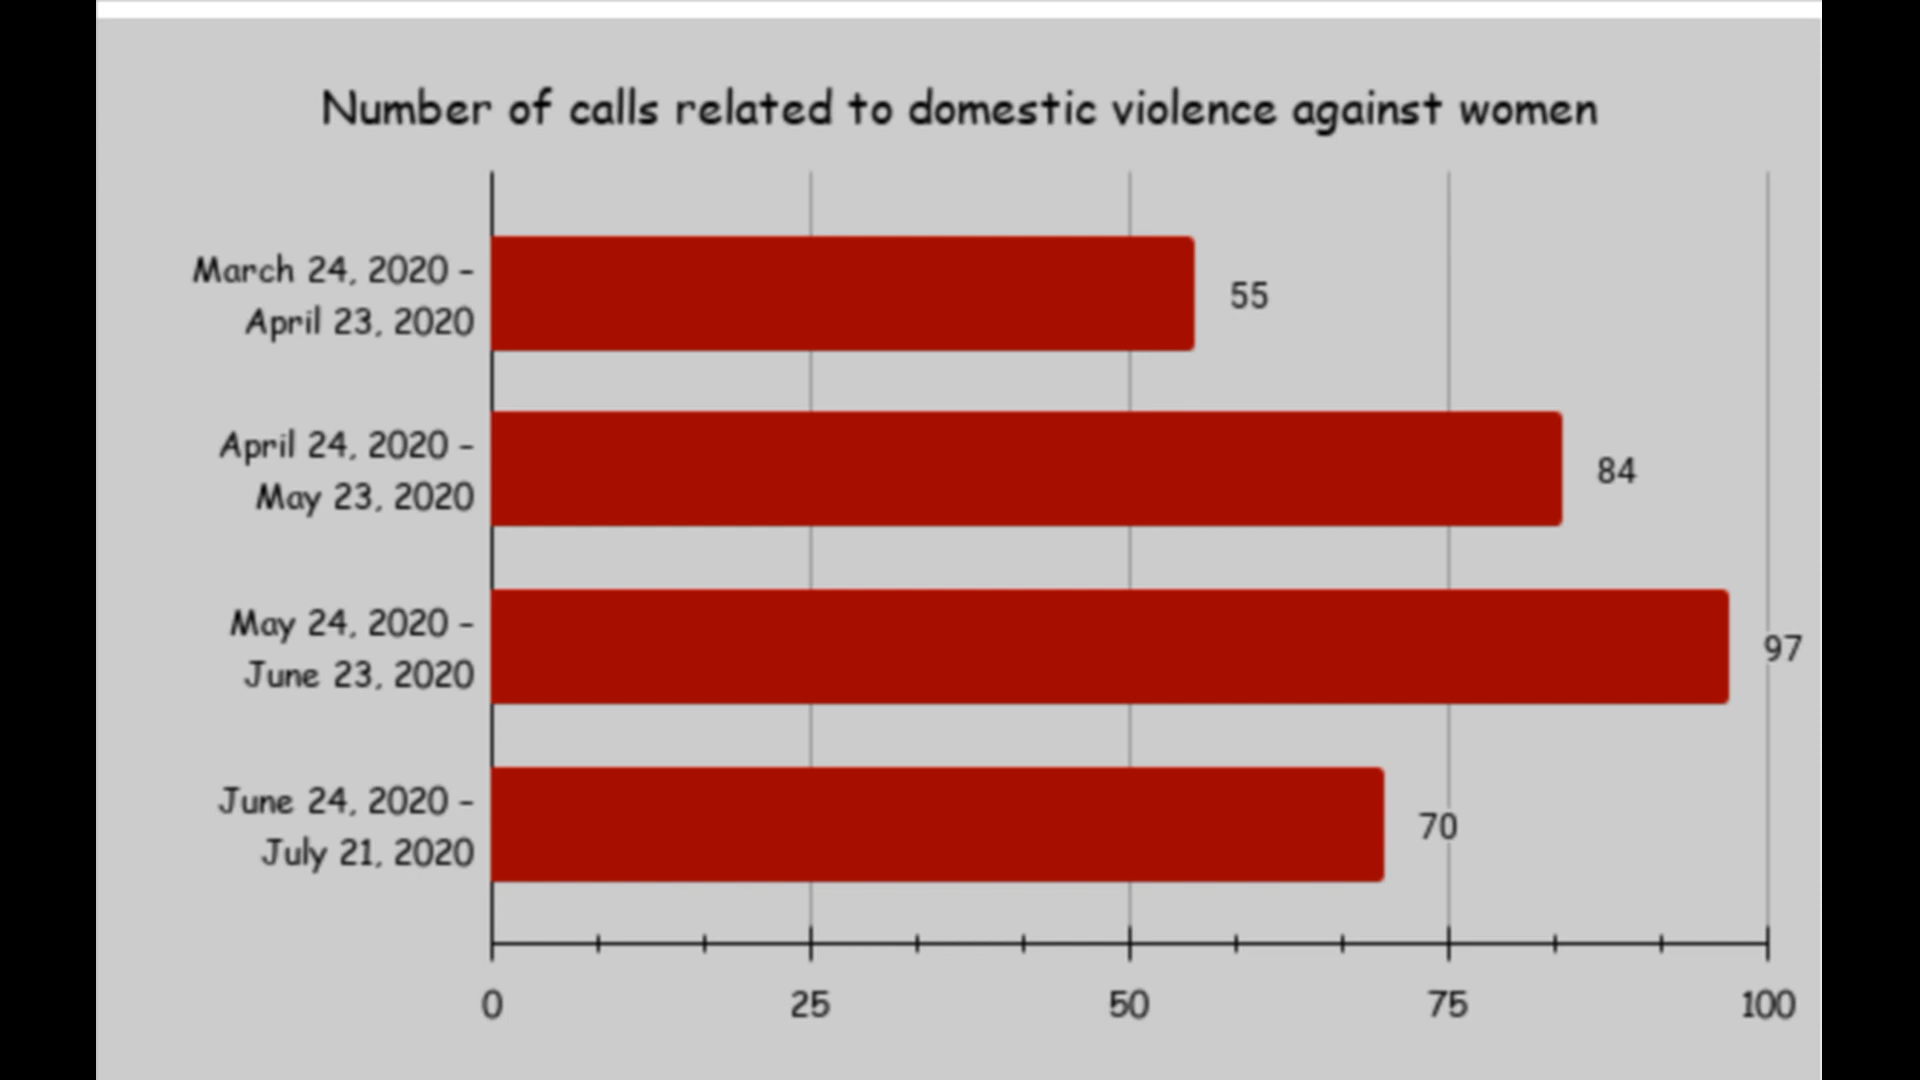 Number of calls related to domestic violence against women
March 24, 2020 -
April 23, 2020
55
April 24, 2020 -
May 23, 2020
84
May 24, 2020 -
June 23, 2020
97
June 24, 2020 -
July 21, 2020
70
0 25 50 75 100